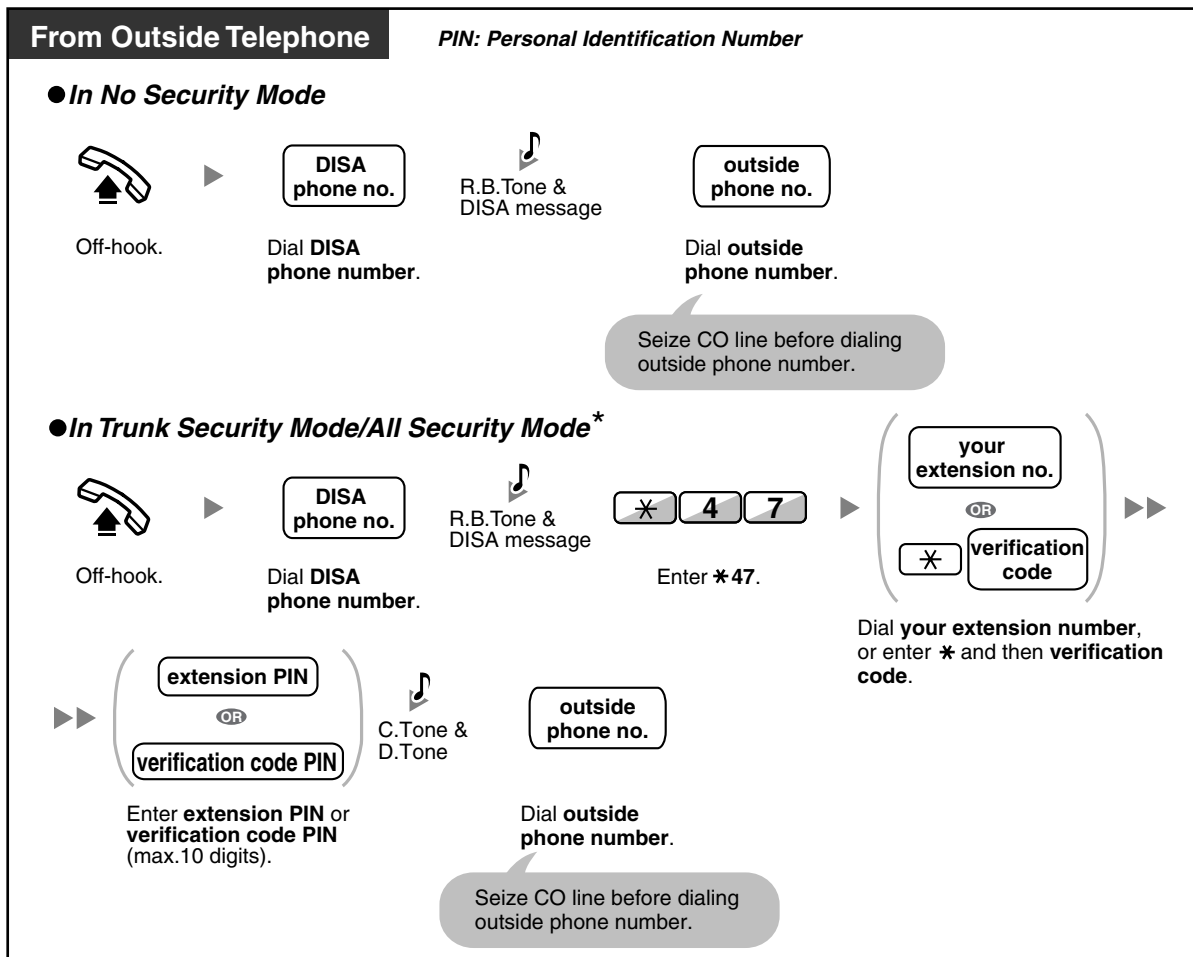 From Outside Telephone
PIN: Personal Identification Number
●In No Security Mode
DISA
phone no.
R.B.Tone &
DISA message
outside
phone no.
Off-hook.
Dial DISA
phone number.
Dial outside
phone number.
Seize CO line before dialing
outside phone number.
●In Trunk Security Mode/All Security Mode*
DISA
phone no.
R.B.Tone &
DISA message
* 4 7
your
extension no.
OR
* verification
code
Off-hook.
Dial DISA
phone number.
Enter *47.
Dial your extension number,
or enter * and then verification
code.
extension PIN
OR
verification code PIN
C.Tone &
D.Tone
outside
phone no.
Enter extension PIN or
verification code PIN
(max.10 digits).
Dial outside
phone number.
Seize CO line before dialing
outside phone number.